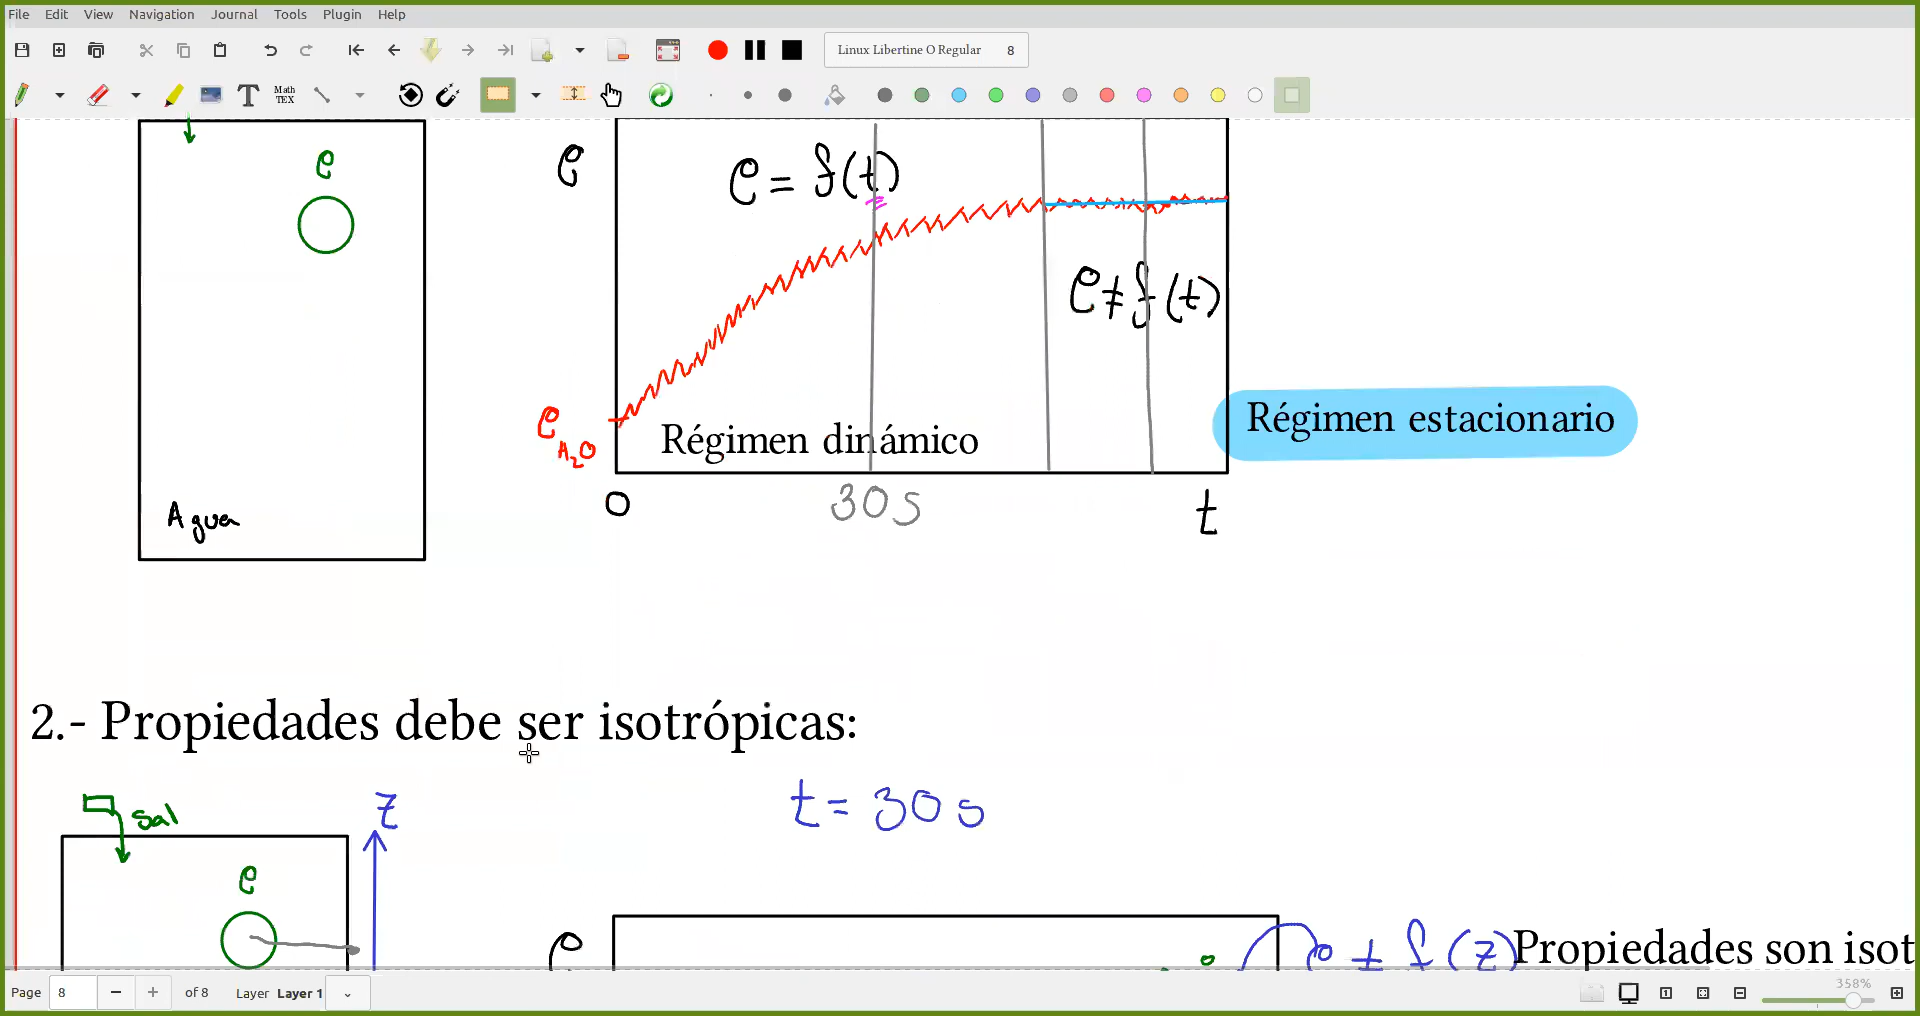 File Edit View Navigation Journal Tools Plugin Help
Linux Libertine O Regular 8
Math TEX
ρ
ρ
ρ = f(t)
ρ ≠ f(t)
ρ A₂O
Régimen dinámico
Régimen estacionario
Agua
0
30 s
t
2.- Propiedades debe ser isotrópicas:
t = 30 s
sal
z
ρ
ρ
ρ ≠ f(z)
Propiedades son isot
Page 8 of 8 Layer Layer 1
358%